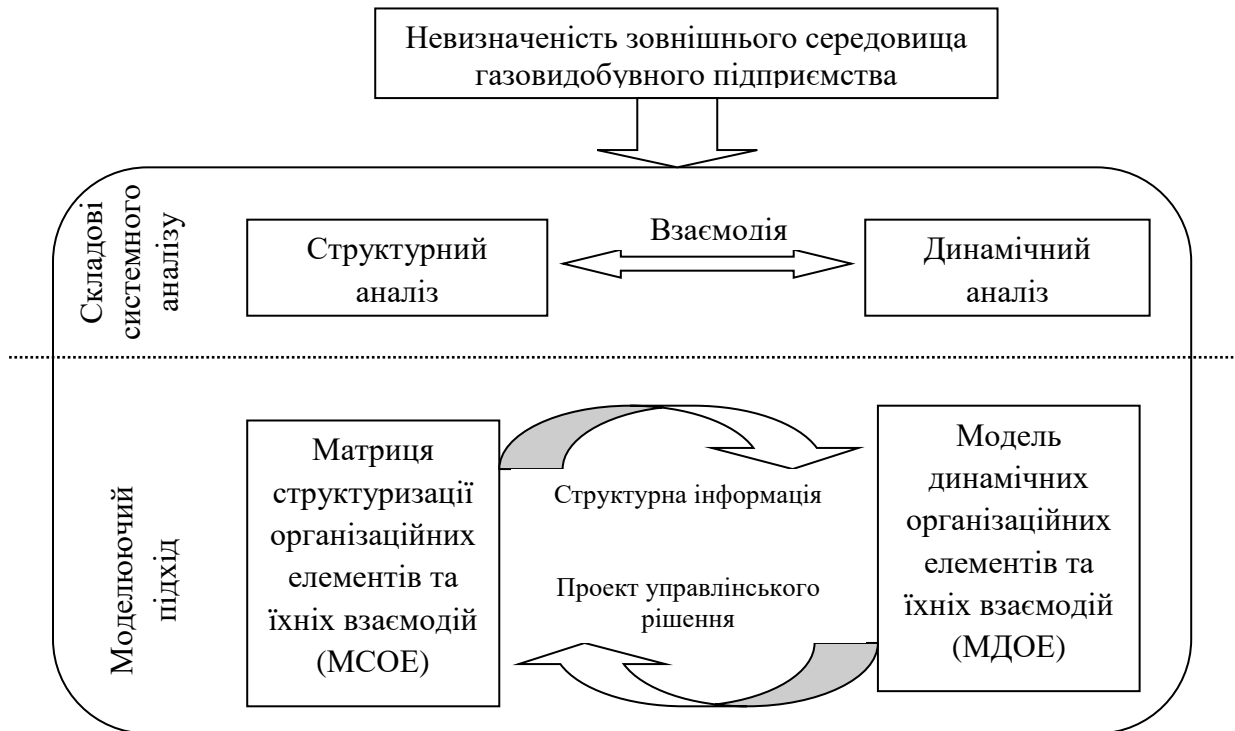 Невизначеність зовнішнього середовища
газовидобувного підприємства
Складові
системного
аналізу
Структурний
аналіз
Взаємодія
Динамічний
аналіз
Моделюючий
підхід
Матриця
структуризації
організаційних
елементів та
їхніх взаємодій
(МСОЕ)
Структурна інформація
Проект управлінського
рішення
Модель
динамічних
організаційних
елементів та
їхніх взаємодій
(МДОЕ)